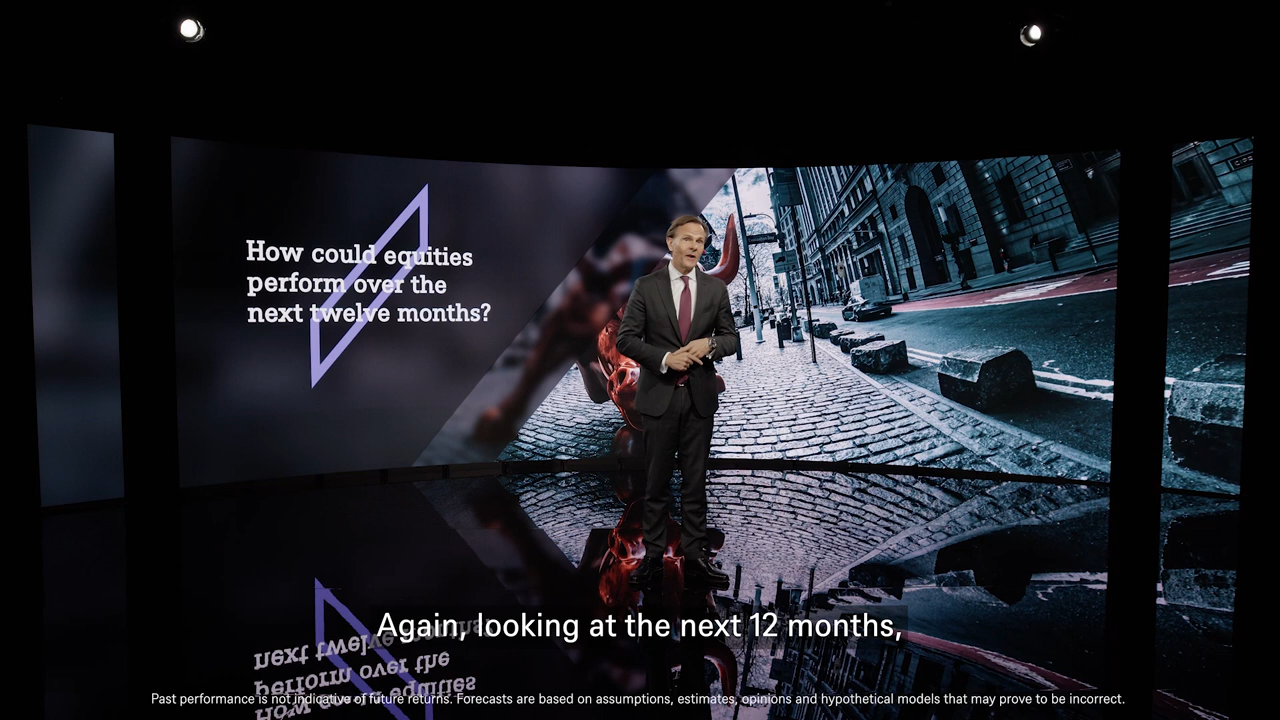 How could equities
perform over the
next twelve months?
Again, looking at the next 12 months,
Past performance is not indicative of future returns. Forecasts are based on assumptions, estimates, opinions and hypothetical models that may prove to be incorrect.